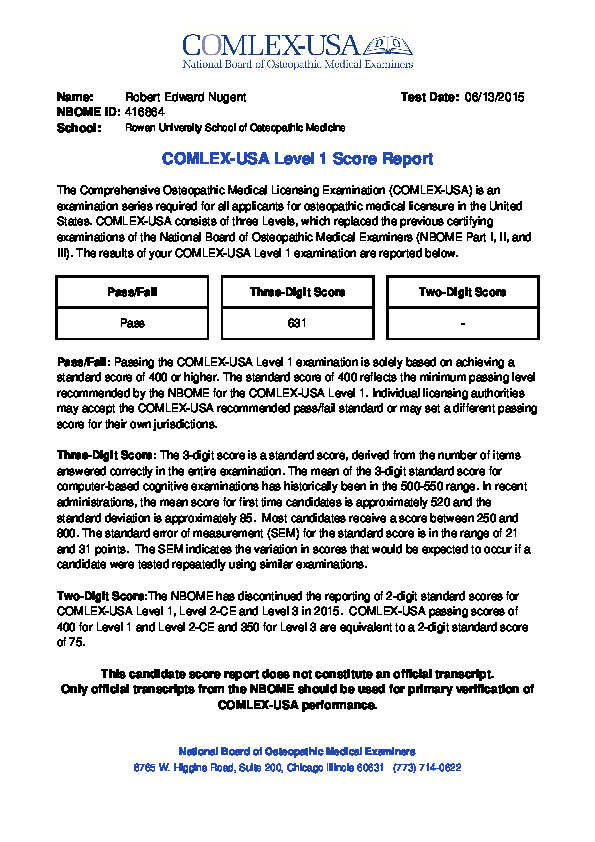 COMLEX-USA
National Board of Osteopathic Medical Examiners
Name: Robert Edward Nugent Test Date: 06/13/2015
NBOME ID: 416864
School: Rowan University School of Osteopathic Medicine
COMLEX-USA Level 1 Score Report
The Comprehensive Osteopathic Medical Licensing Examination (COMLEX-USA) is an
examination series required for all applicants for osteopathic medical licensure in the United
States. COMLEX-USA consists of three Levels, which replaced the previous certifying
examinations of the National Board of Osteopathic Medical Examiners (NBOME Part I, II, and
III). The results of your COMLEX-USA Level 1 examination are reported below.
Pass/Fail Three-Digit Score Two-Digit Score
Pass 631 -
Pass/Fail: Passing the COMLEX-USA Level 1 examination is solely based on achieving a
standard score of 400 or higher. The standard score of 400 reflects the minimum passing level
recommended by the NBOME for the COMLEX-USA Level 1. Individual licensing authorities
may accept the COMLEX-USA recommended pass/fail standard or may set a different passing
score for their own jurisdictions.
Three-Digit Score: The 3-digit score is a standard score, derived from the number of items
answered correctly in the entire examination. The mean of the 3-digit standard score for
computer-based cognitive examinations has historically been in the 500-550 range. In recent
administrations, the mean score for first time candidates is approximately 520 and the
standard deviation is approximately 85. Most candidates receive a score between 250 and
800. The standard error of measurement (SEM) for the standard score is in the range of 21
and 31 points. The SEM indicates the variation in scores that would be expected to occur if a
candidate were tested repeatedly using similar examinations.
Two-Digit Score:The NBOME has discontinued the reporting of 2-digit standard scores for
COMLEX-USA Level 1, Level 2-CE and Level 3 in 2015. COMLEX-USA passing scores of
400 for Level 1 and Level 2-CE and 350 for Level 3 are equivalent to a 2-digit standard score
of 75.
This candidate score report does not constitute an official transcript.
Only official transcripts from the NBOME should be used for primary verification of
COMLEX-USA performance.
National Board of Osteopathic Medical Examiners
8765 W. Higgins Road, Suite 200, Chicago Illinois 60631 (773) 714-0622